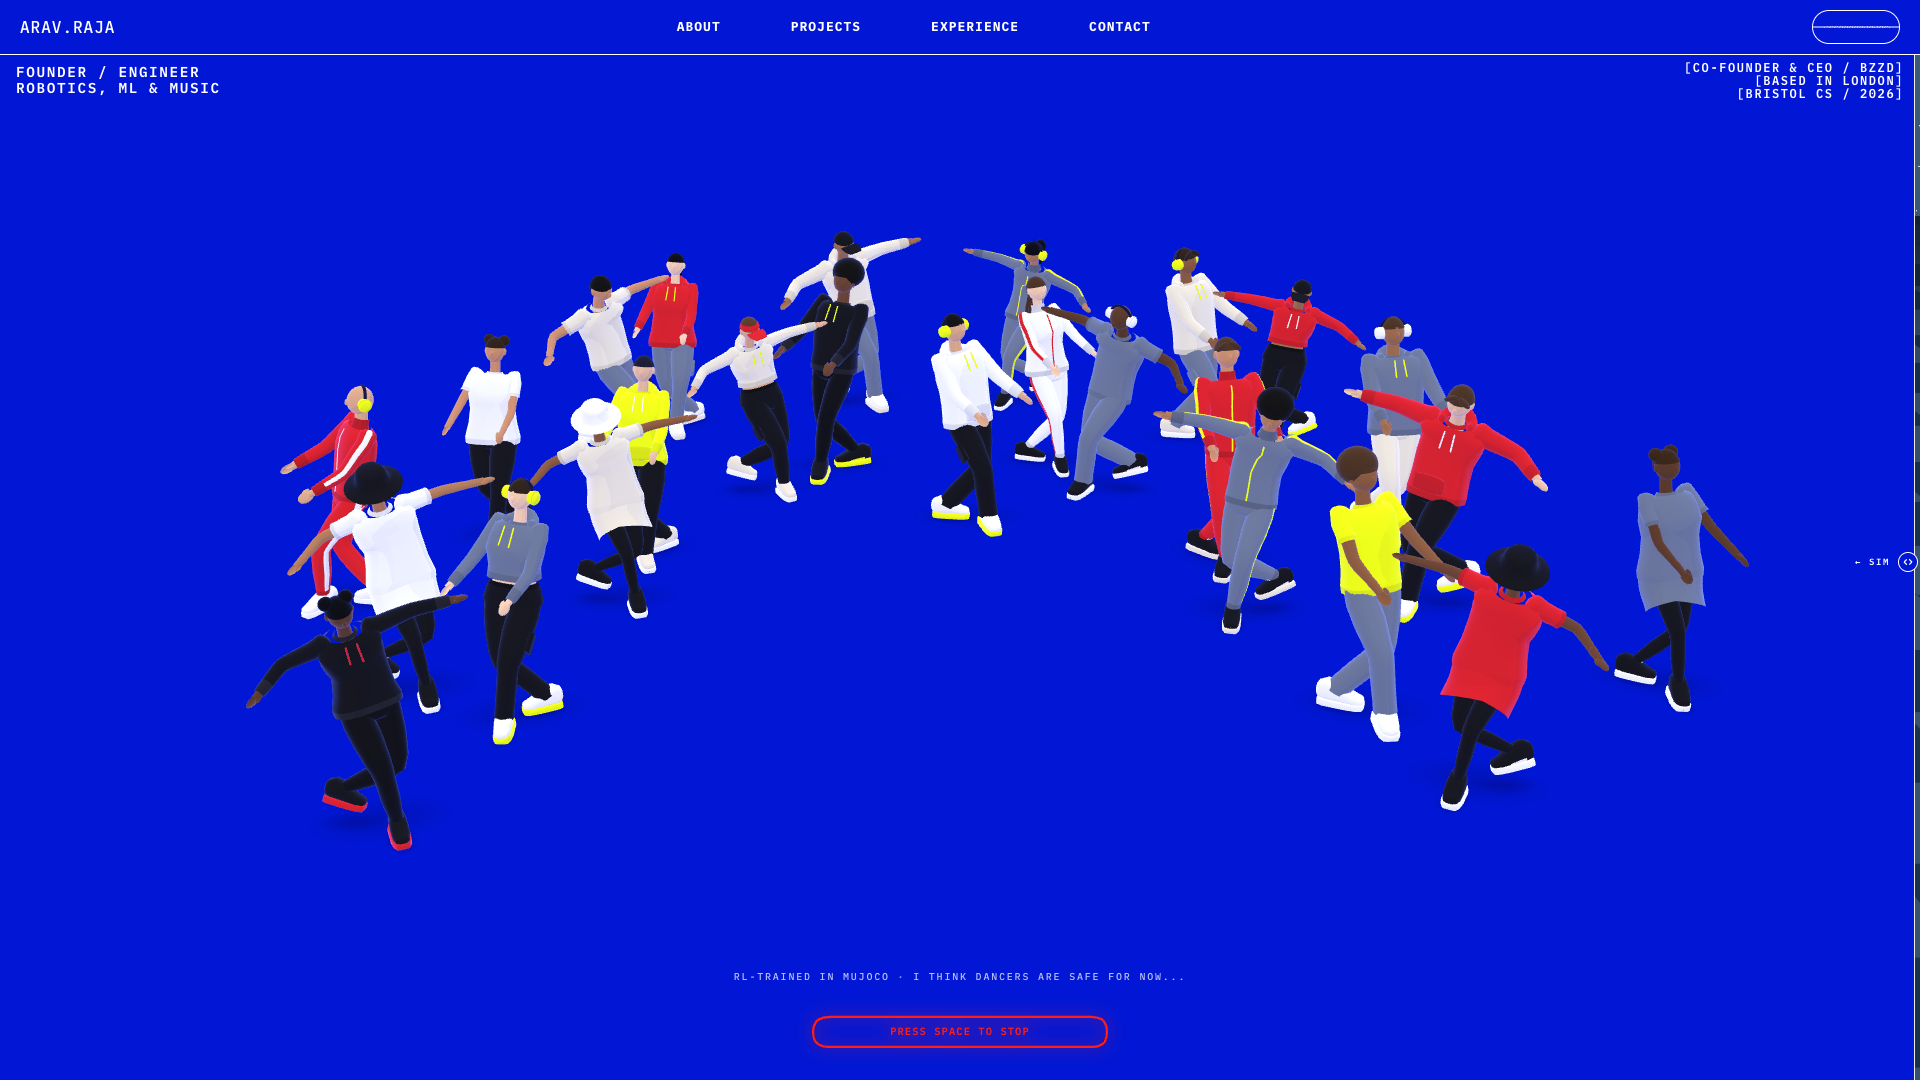 ARAV.RAJA
ABOUT
PROJECTS
EXPERIENCE
CONTACT
FOUNDER / ENGINEER
ROBOTICS, ML & MUSIC
[CO-FOUNDER & CEO / BZZD]
[BASED IN LONDON]
[BRISTOL CS / 2026]
← SIM
RL-TRAINED IN MUJOCO · I THINK DANCERS ARE SAFE FOR NOW...
PRESS SPACE TO STOP